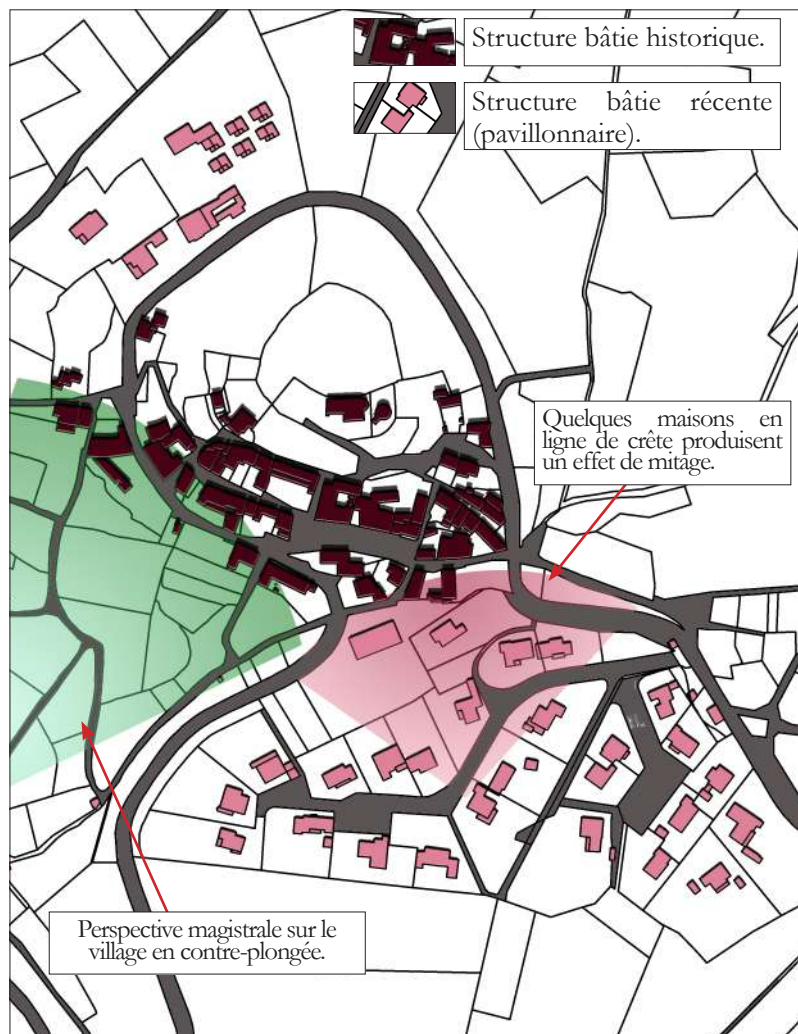 Structure bâtie historique.
Structure bâtie récente
(pavillonnaire).
Quelques maisons en
ligne de crête produisent
un effet de mitage.
Perspective magistrale sur le
village en contre-plongée.